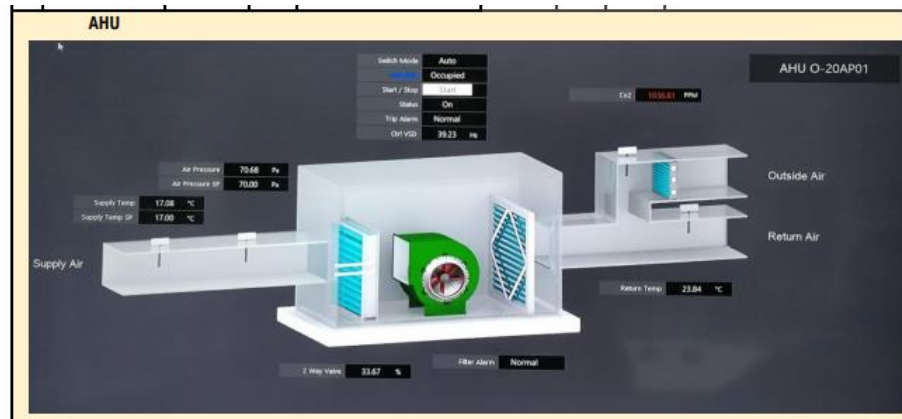 AHU
Switch Mode Auto
Occupied
Start / Stop Start
Status On
Trip Alarm Normal
Ctrl VSD 39.23 Hz
AHU O-20AP01
Co2 1036.81 PPM
Air Pressure 70.68 Pa
Air Pressure SP 70.00 Pa
Supply Temp 17.08 °C
Supply Temp SP 17.00 °C
Outside Air
Return Air
Supply Air
Return Temp 23.84 °C
2 Way Valve 33.67 %
Filter Alarm Normal